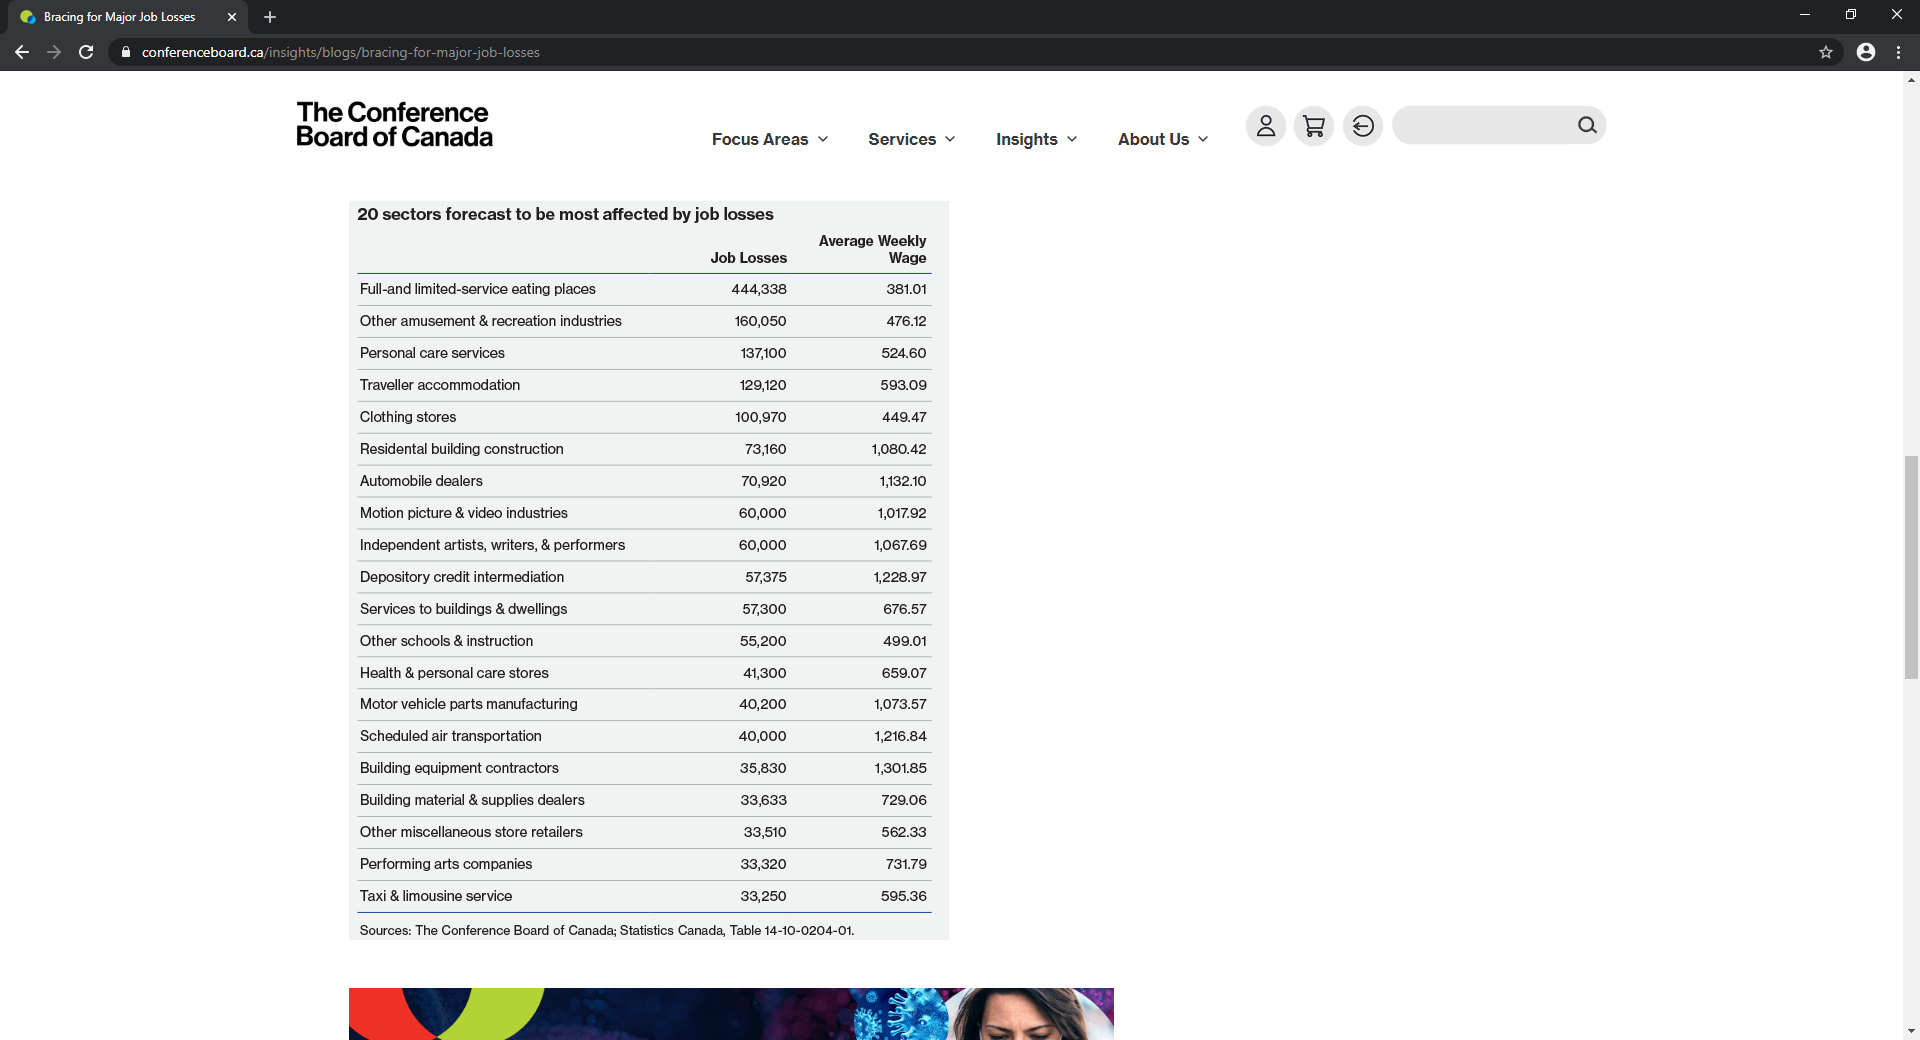 Bracing for Major Job Losses
conferenceboard.ca/insights/blogs/bracing-for-major-job-losses
The Conference
Board of Canada
Focus Areas Services Insights About Us
20 sectors forecast to be most affected by job losses
Job Losses Average Weekly Wage
Full-and limited-service eating places 444,338 381.01
Other amusement & recreation industries 160,050 476.12
Personal care services 137,100 524.60
Traveller accommodation 129,120 593.09
Clothing stores 100,970 449.47
Residental building construction 73,160 1,080.42
Automobile dealers 70,920 1,132.10
Motion picture & video industries 60,000 1,017.92
Independent artists, writers, & performers 60,000 1,067.69
Depository credit intermediation 57,375 1,228.97
Services to buildings & dwellings 57,300 676.57
Other schools & instruction 55,200 499.01
Health & personal care stores 41,300 659.07
Motor vehicle parts manufacturing 40,200 1,073.57
Scheduled air transportation 40,000 1,216.84
Building equipment contractors 35,830 1,301.85
Building material & supplies dealers 33,633 729.06
Other miscellaneous store retailers 33,510 562.33
Performing arts companies 33,320 731.79
Taxi & limousine service 33,250 595.36
Sources: The Conference Board of Canada; Statistics Canada, Table 14-10-0204-01.